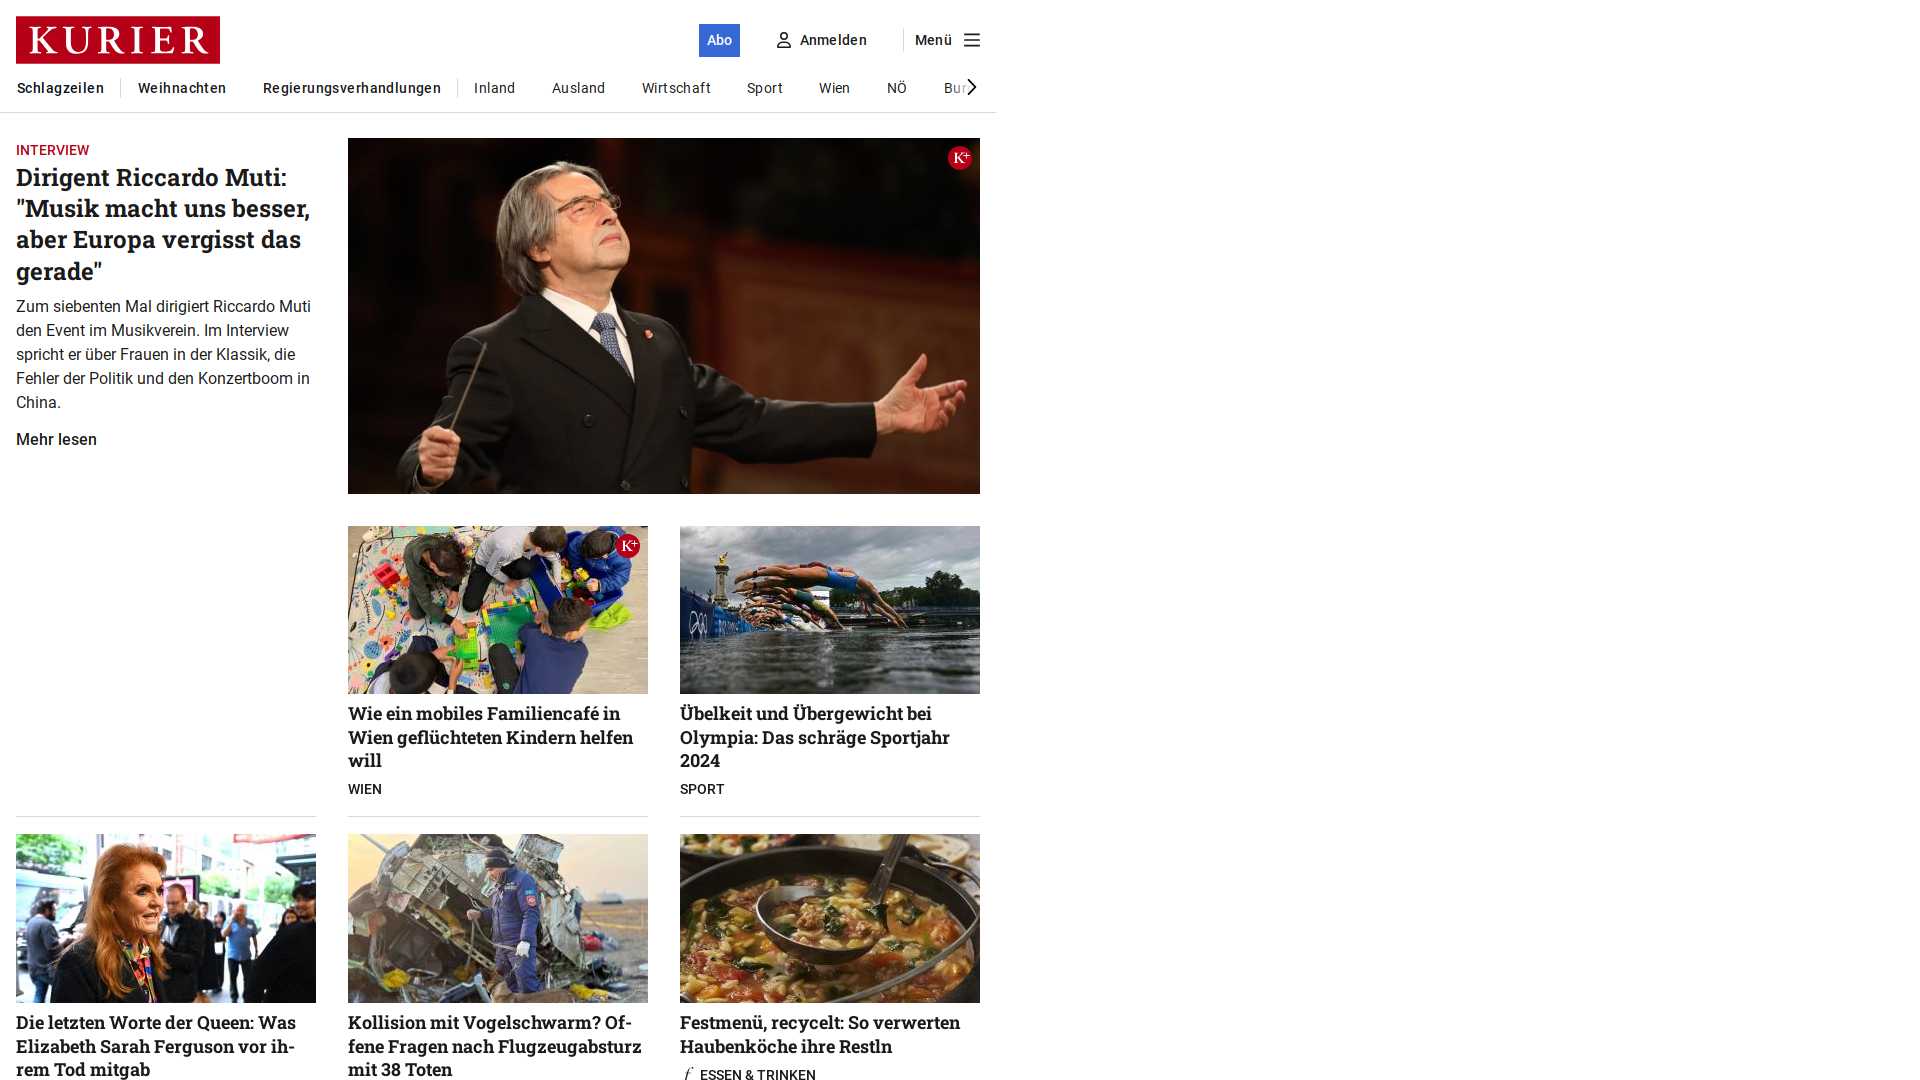 KURIER
Abo
Anmelden
Menü
Schlagzeilen
Weihnachten
Regierungsverhandlungen
Inland
Ausland
Wirtschaft
Sport
Wien
NÖ
INTERVIEW
Dirigent Riccardo Muti:
"Musik macht uns besser,
aber Europa vergisst das
gerade"
Zum siebenten Mal dirigiert Riccardo Muti
den Event im Musikverein. Im Interview
spricht er über Frauen in der Klassik, die
Fehler der Politik und den Konzertboom in
China.
Mehr lesen
K+
K+
Wie ein mobiles Familiencafé in
Wien geflüchteten Kindern helfen
will
WIEN
Übelkeit und Übergewicht bei
Olympia: Das schräge Sportjahr
2024
SPORT
Die letzten Worte der Queen: Was
Elizabeth Sarah Ferguson vor ih-
rem Tod mitgab
Kollision mit Vogelschwarm? Of-
fene Fragen nach Flugzeugabsturz
mit 38 Toten
Festmenü, recycelt: So verwerten
Haubenköche ihre Restln
f ESSEN & TRINKEN